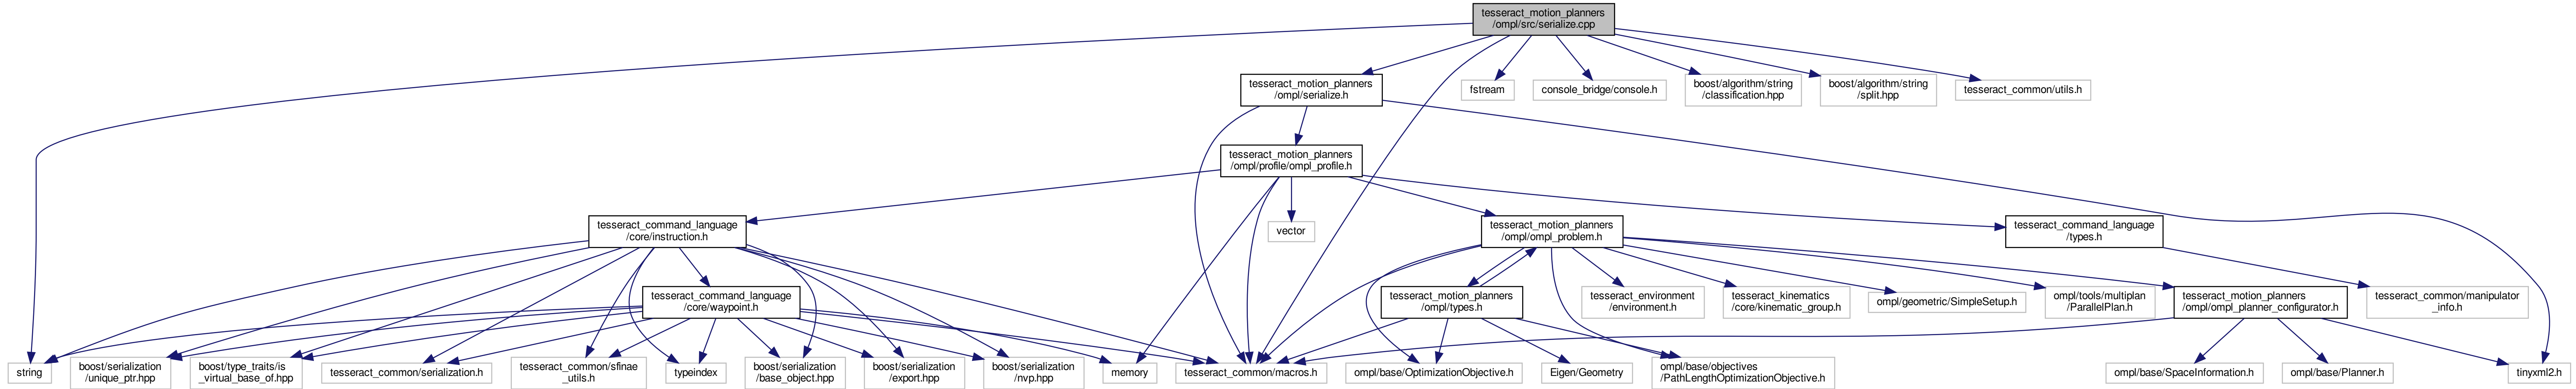 tesseract_motion_planners
/ompl/src/serialize.cpp
tesseract_motion_planners
/ompl/serialize.h
fstream
console_bridge/console.h
boost/algorithm/string
/classification.hpp
boost/algorithm/string
/split.hpp
tesseract_common/utils.h
tesseract_motion_planners
/ompl/profile/ompl_profile.h
tesseract_command_language
/core/instruction.h
vector
tesseract_motion_planners
/ompl/ompl_problem.h
tesseract_command_language
/types.h
tesseract_command_language
/core/waypoint.h
tesseract_motion_planners
/ompl/types.h
tesseract_environment
/environment.h
tesseract_kinematics
/core/kinematic_group.h
ompl/geometric/SimpleSetup.h
ompl/tools/multiplan
/ParallelPlan.h
tesseract_motion_planners
/ompl/ompl_planner_configurator.h
tesseract_common/manipulator
_info.h
string
boost/serialization
/unique_ptr.hpp
boost/type_traits/is
_virtual_base_of.hpp
tesseract_common/serialization.h
tesseract_common/sfinae
_utils.h
typeindex
boost/serialization
/base_object.hpp
boost/serialization
/export.hpp
boost/serialization
/nvp.hpp
memory
tesseract_common/macros.h
ompl/base/OptimizationObjective.h
Eigen/Geometry
ompl/base/objectives
/PathLengthOptimizationObjective.h
ompl/base/SpaceInformation.h
ompl/base/Planner.h
tinyxml2.h